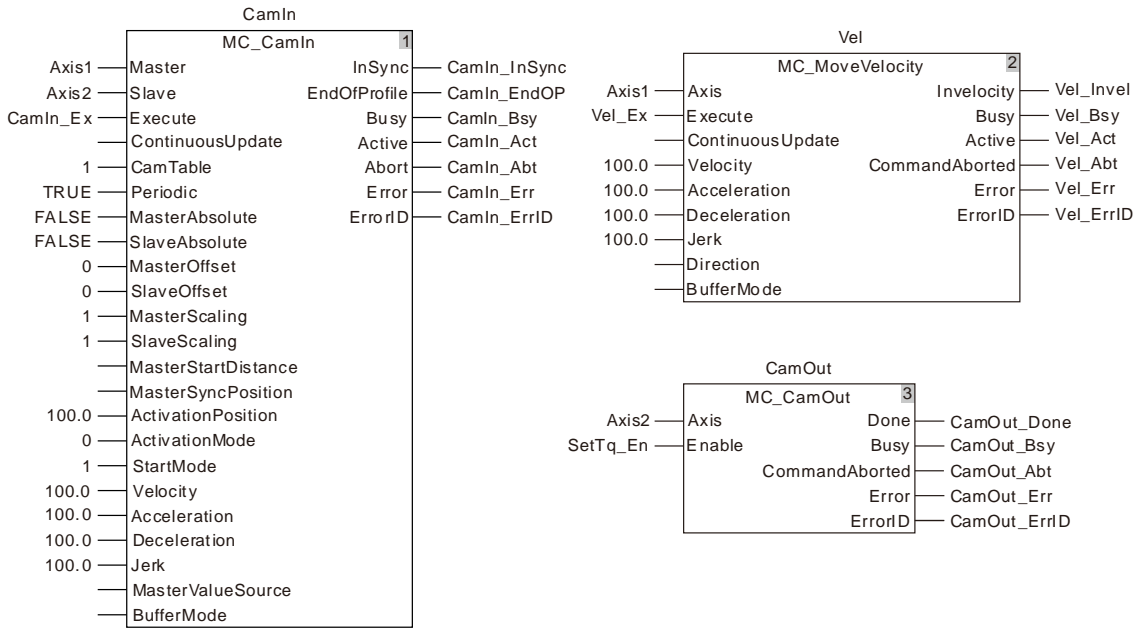 CamIn
MC_CamIn 1
Axis1 Master InSync CamIn_InSync
Axis2 Slave EndOfProfile CamIn_EndOP
CamIn_Ex Execute Busy CamIn_Bsy
ContinuousUpdate Active CamIn_Act
1 CamTable Abort CamIn_Abt
TRUE Periodic Error CamIn_Err
FALSE MasterAbsolute ErrorID CamIn_ErrID
FALSE SlaveAbsolute
0 MasterOffset
0 SlaveOffset
1 MasterScaling
1 SlaveScaling
MasterStartDistance
MasterSyncPosition
100.0 ActivationPosition
0 ActivationMode
1 StartMode
100.0 Velocity
100.0 Acceleration
100.0 Deceleration
100.0 Jerk
MasterValueSource
BufferMode
Vel
MC_MoveVelocity 2
Axis1 Axis Invelocity Vel_Invel
Vel_Ex Execute Busy Vel_Bsy
ContinuousUpdate Active Vel_Act
100.0 Velocity CommandAborted Vel_Abt
100.0 Acceleration Error Vel_Err
100.0 Deceleration ErrorID Vel_ErrID
100.0 Jerk
Direction
BufferMode
CamOut
MC_CamOut 3
Axis2 Axis Done CamOut_Done
SetTq_En Enable Busy CamOut_Bsy
CommandAborted CamOut_Abt
Error CamOut_Err
ErrorID CamOut_ErrID